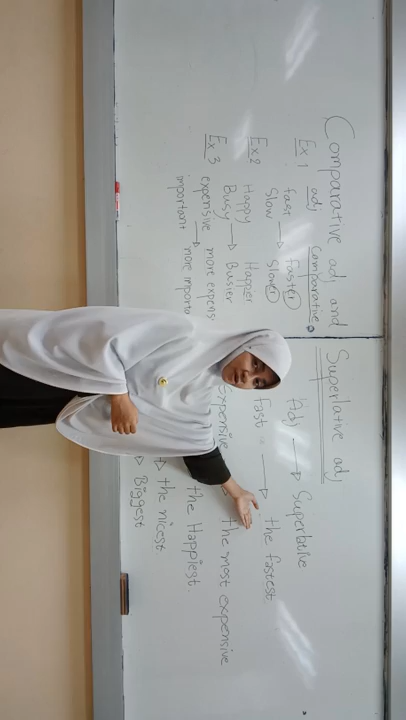 Comparative adj and
Superlative adj
Ex 1 adj Comparative
fast faster
Slow → Slower
Ex 2 Happy Happer
Busy → Busier
Ex 3 expensive more expens
important → more importa
Adj → Superlative
fast → the fastest
Expensive the most expensive
the Happiest.
→ the nicest
→ Biggest